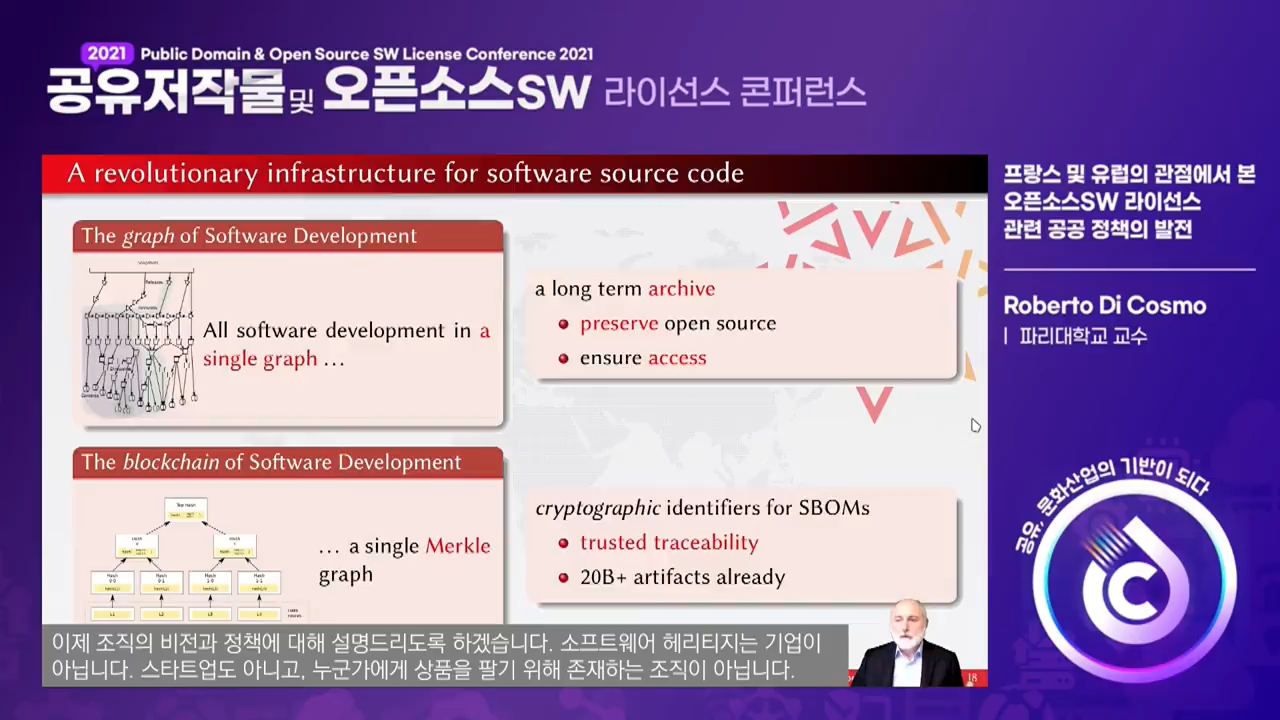 2021 Public Domain & Open Source SW License Conference 2021
공유저작물 및 오픈소스SW 라이선스 콘퍼런스
A revolutionary infrastructure for software source code
The graph of Software Development
All software development in a
single graph …
a long term archive
preserve open source
ensure access
The blockchain of Software Development
… a single Merkle
graph
cryptographic identifiers for SBOMs
trusted traceability
20B+ artifacts already
이제 조직의 비전과 정책에 대해 설명드리도록 하겠습니다. 소프트웨어 헤리티지는 기업이
아닙니다. 스타트업도 아니고, 누군가에게 상품을 팔기 위해 존재하는 조직이 아닙니다.
18
프랑스 및 유럽의 관점에서 본
오픈소스SW 라이선스
관련 공공 정책의 발전
Roberto Di Cosmo
파리대학교 교수
공유, 문화산업의 기반이 되다